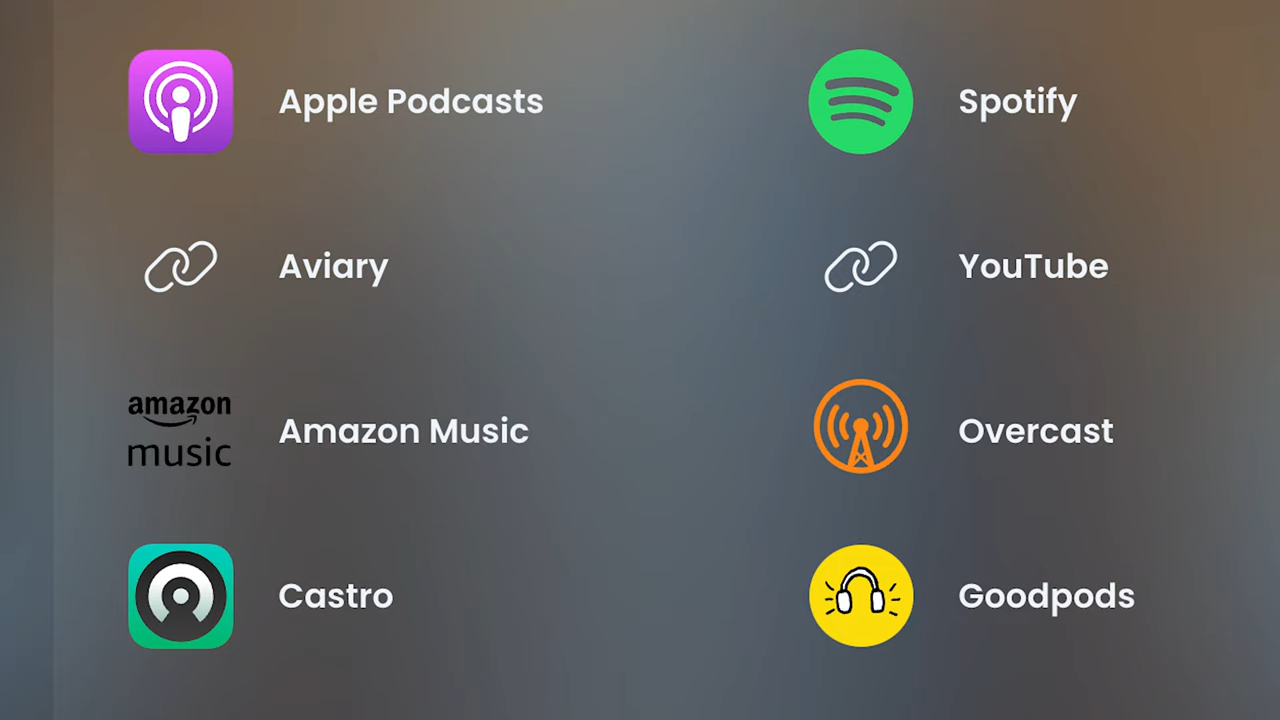 Apple Podcasts
Spotify
Aviary
YouTube
amazon
music
Amazon Music
Overcast
Castro
Goodpods